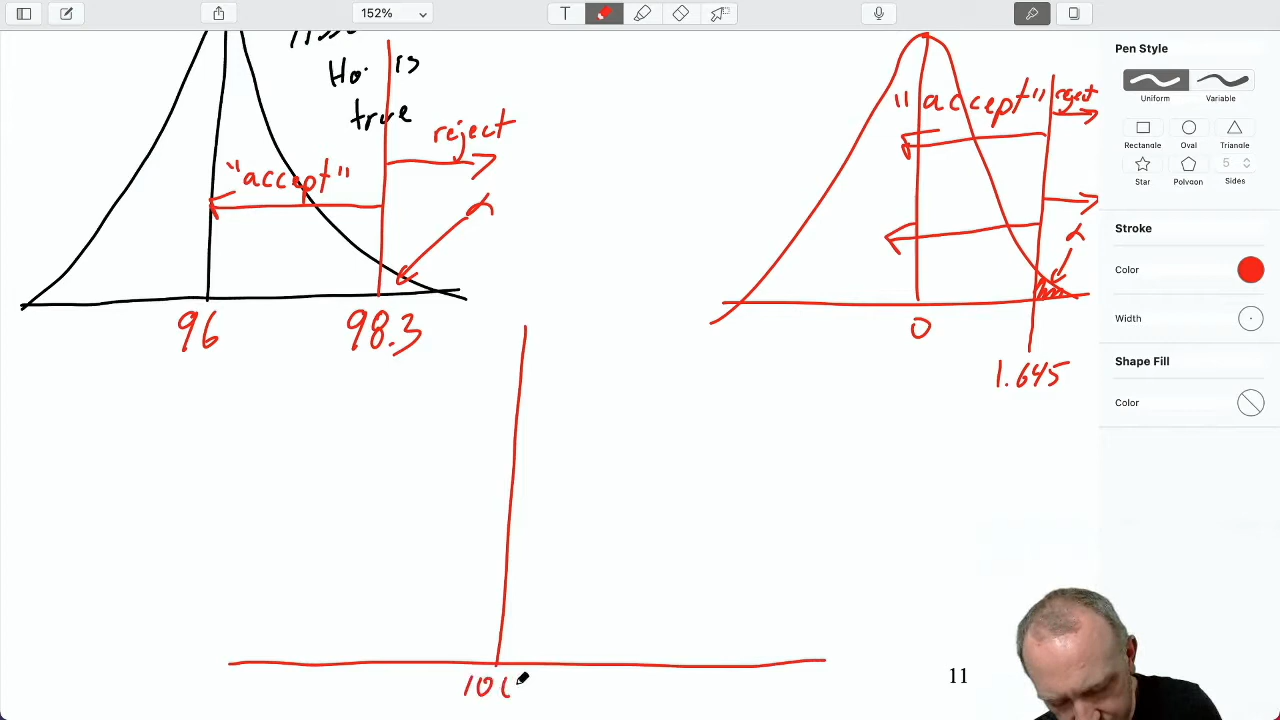 152%
T
Ho is
true
reject
"accept"
α
96
98.3
"accept"
reject
α
0
1.645
10
11
Pen Style
Uniform
Variable
Rectangle
Oval
Triangle
Star
Polygon
5
Sides
Stroke
Color
Width
Shape Fill
Color